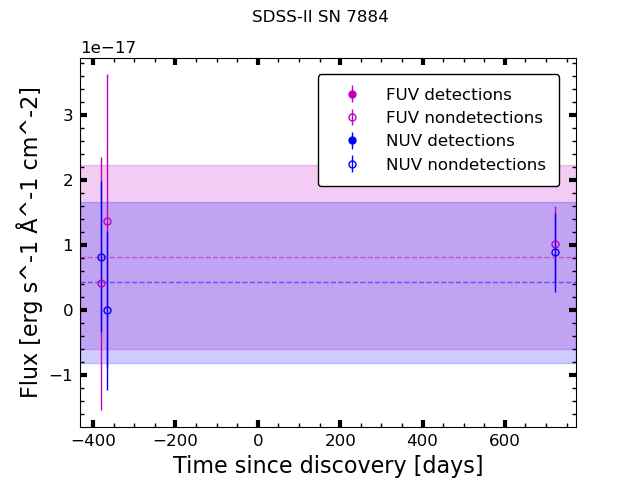 SDSS-II SN 7884
1e−17
FUV detections
FUV nondetections
NUV detections
NUV nondetections
3
2
1
0
−1
Flux [erg s^-1 Å^-1 cm^-2]
−400 −200 0 200 400 600
Time since discovery [days]